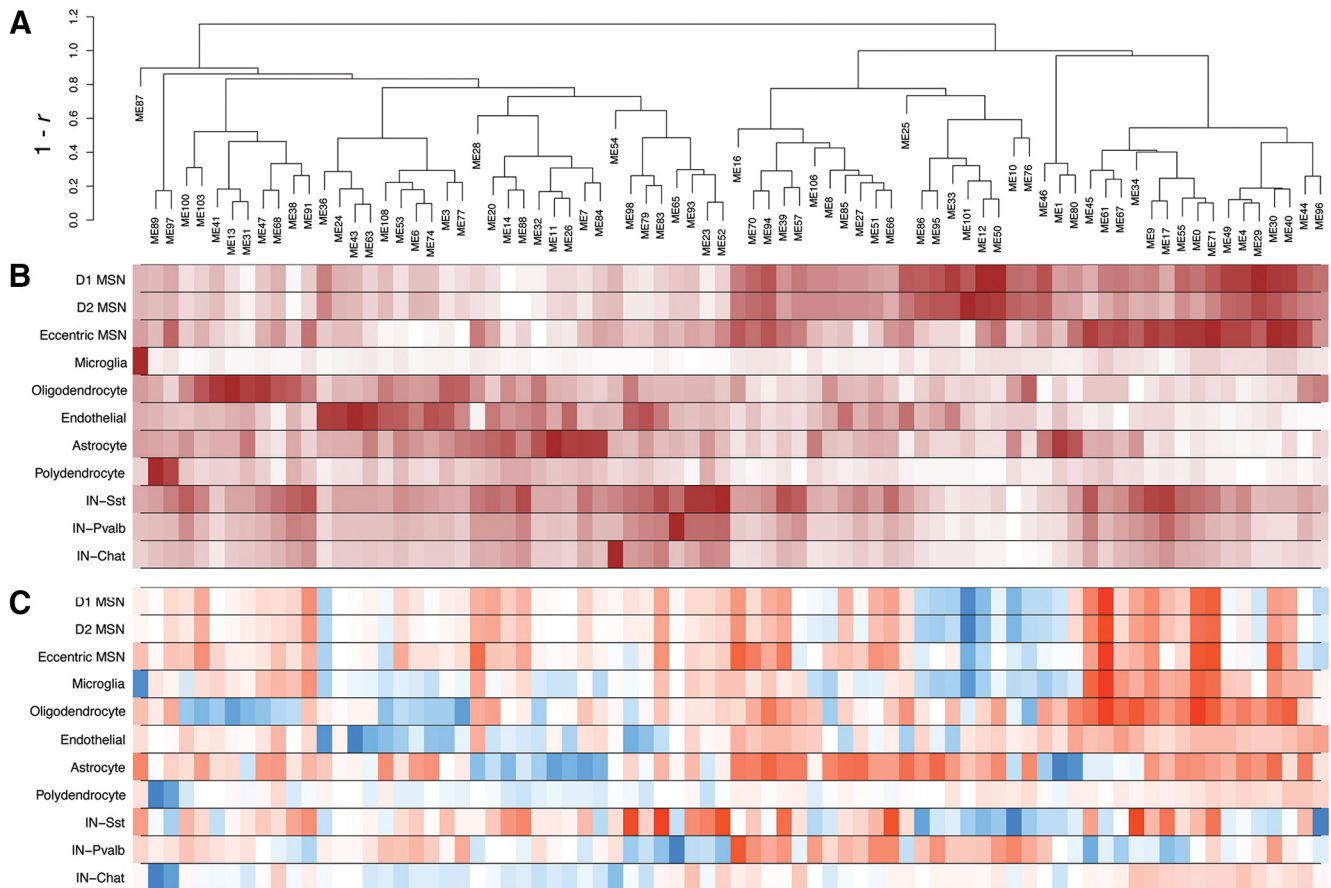 A
1.2
1.0
0.8
0.6
0.4
0.2
0.0
1 - r
ME87
ME89
ME97
ME100
ME103
ME41
ME13
ME31
ME47
ME68
ME38
ME91
ME36
ME24
ME43
ME63
ME108
ME53
ME6
ME74
ME3
ME77
ME28
ME20
ME14
ME88
ME32
ME11
ME26
ME7
ME84
ME54
ME98
ME79
ME83
ME65
ME93
ME23
ME52
ME16
ME70
ME94
ME39
ME57
ME106
ME8
ME85
ME27
ME51
ME66
ME25
ME86
ME95
ME33
ME101
ME12
ME50
ME10
ME76
ME46
ME1
ME80
ME45
ME61
ME67
ME34
ME9
ME17
ME55
ME0
ME71
ME49
ME4
ME29
ME30
ME40
ME44
ME96
B
D1 MSN
D2 MSN
Eccentric MSN
Microglia
Oligodendrocyte
Endothelial
Astrocyte
Polydendrocyte
IN−Sst
IN−Pvalb
IN−Chat
C
D1 MSN
D2 MSN
Eccentric MSN
Microglia
Oligodendrocyte
Endothelial
Astrocyte
Polydendrocyte
IN−Sst
IN−Pvalb
IN−Chat